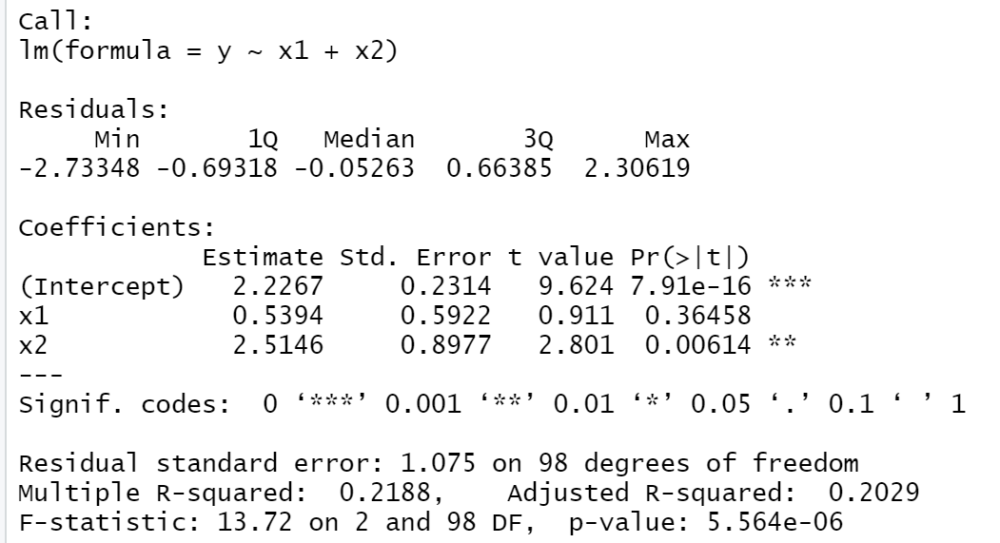 Call:
lm(formula = y ~ x1 + x2)
Residuals:
Min 1Q Median 3Q Max
-2.73348 -0.69318 -0.05263 0.66385 2.30619
Coefficients:
Estimate Std. Error t value Pr(>|t|)
(Intercept) 2.2267 0.2314 9.624 7.91e-16 ***
x1 0.5394 0.5922 0.911 0.36458
x2 2.5146 0.8977 2.801 0.00614 **
---
Signif. codes: 0 ‘***’ 0.001 ‘**’ 0.01 ‘*’ 0.05 ‘.’ 0.1 ‘ ’ 1
Residual standard error: 1.075 on 98 degrees of freedom
Multiple R-squared: 0.2188, Adjusted R-squared: 0.2029
F-statistic: 13.72 on 2 and 98 DF, p-value: 5.564e-06